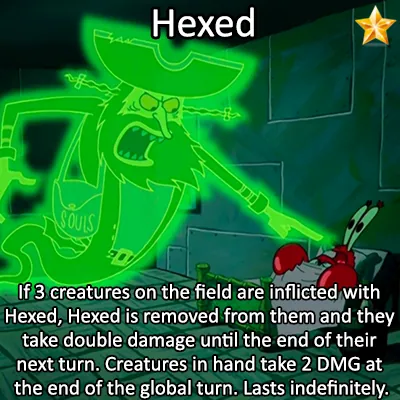 Hexed
SOULS
If 3 creatures on the field are inflicted with
Hexed, Hexed is removed from them and they
take double damage until the end of their
next turn. Creatures in hand take 2 DMG at
the end of the global turn. Lasts indefinitely.